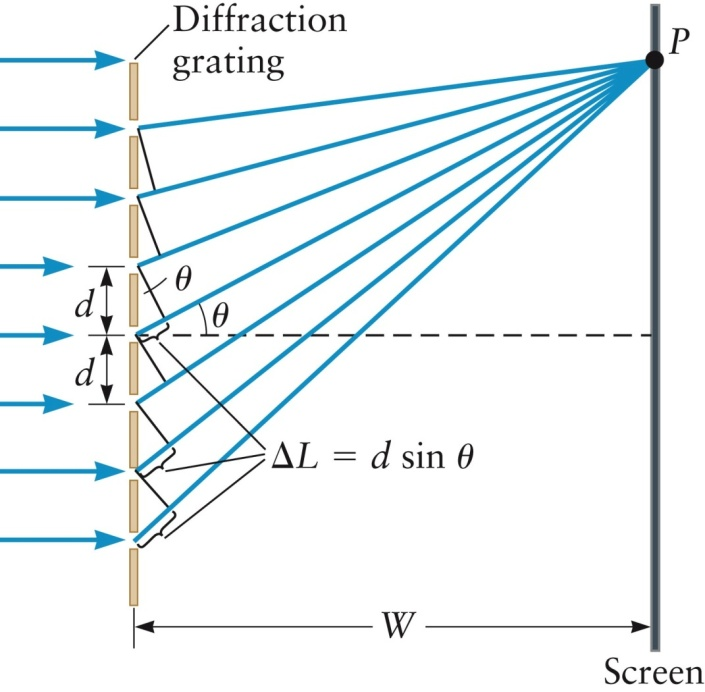 Diffraction
grating
P
θ
θ
d
d
ΔL = d sin θ
W
Screen